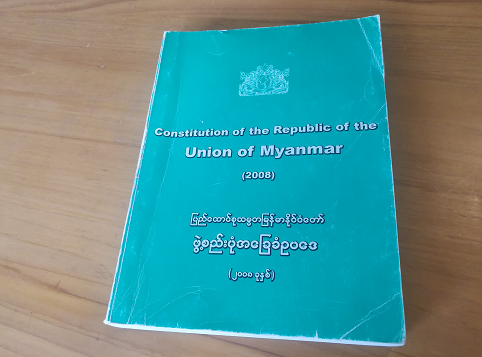 Constitution of the Republic of the
Union of Myanmar
(2008)
ပြည်ထောင်စုသမ္မတမြန်မာနိုင်ငံတော်
ဖွဲ့စည်းပုံအခြေခံဥပဒေ
(၂၀၀၈ ခုနှစ်)